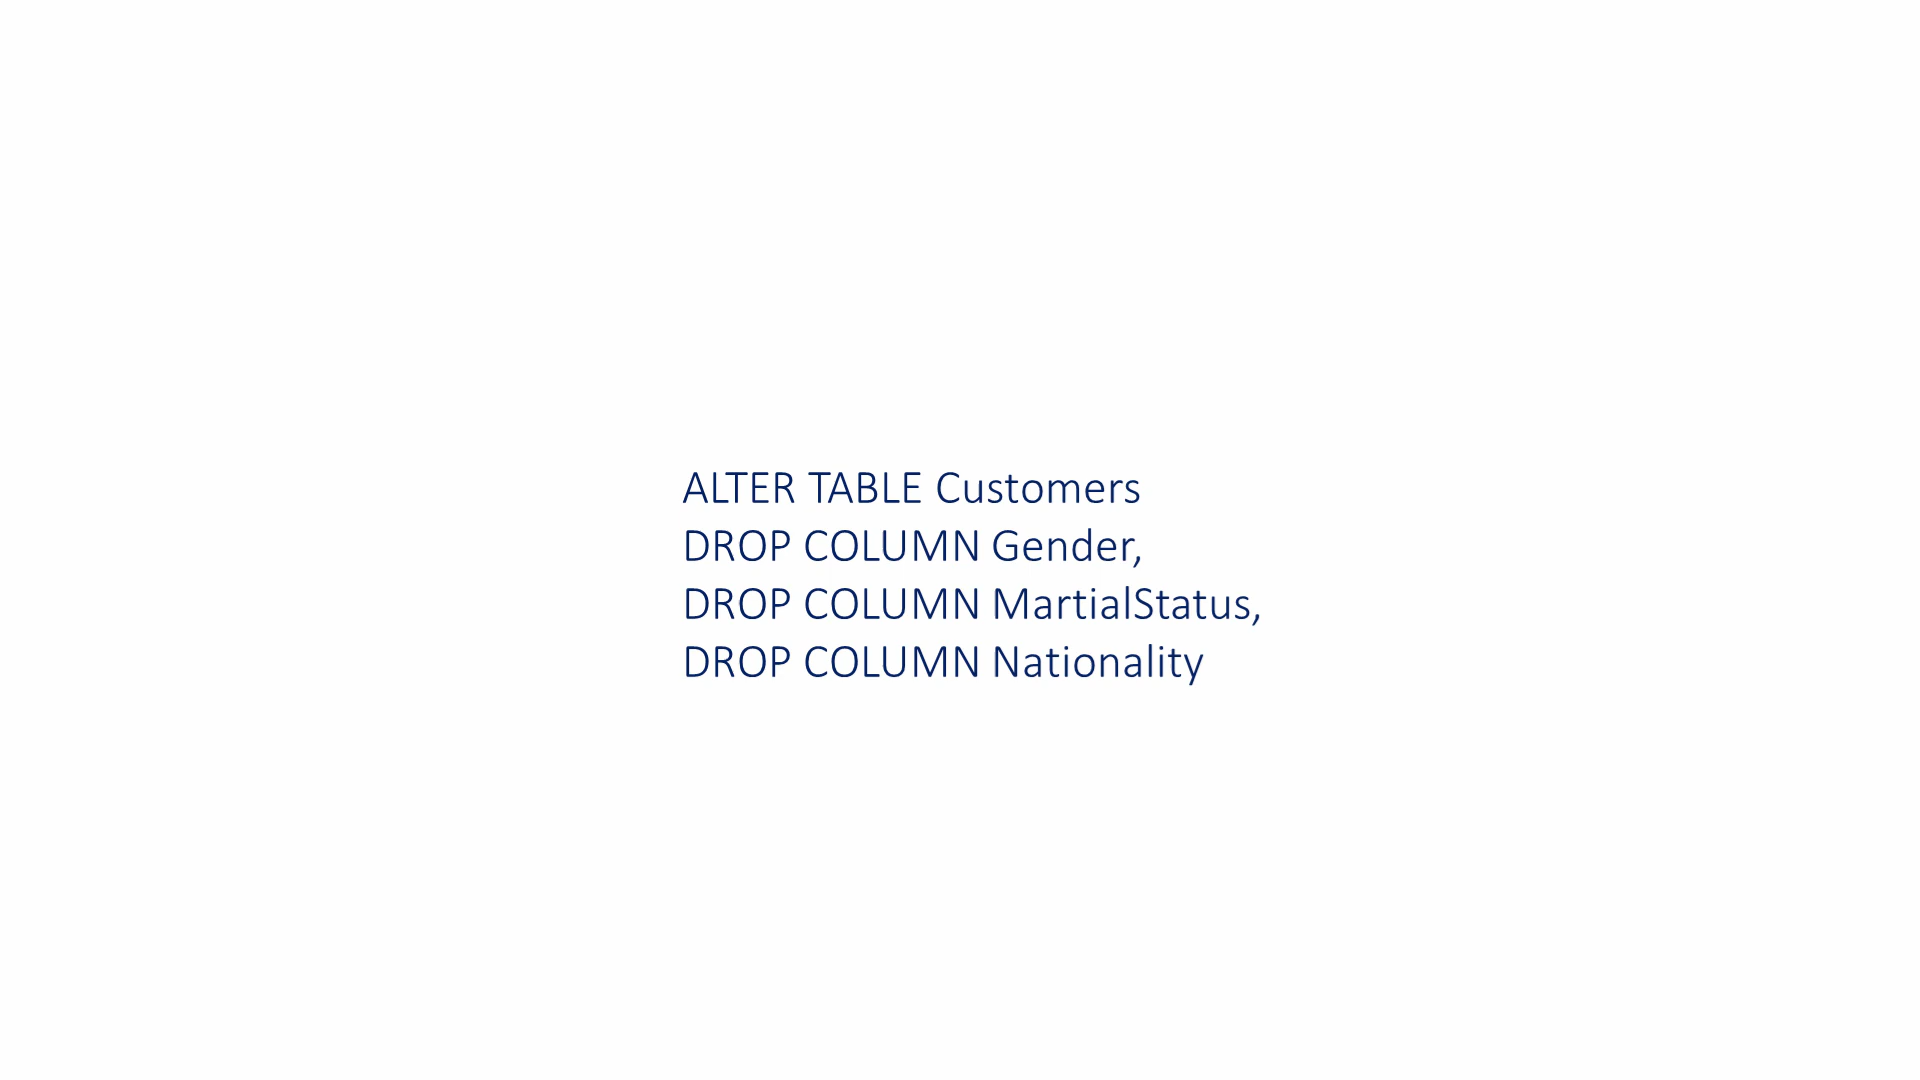 ALTER TABLE Customers
DROP COLUMN Gender,
DROP COLUMN MartialStatus,
DROP COLUMN Nationality